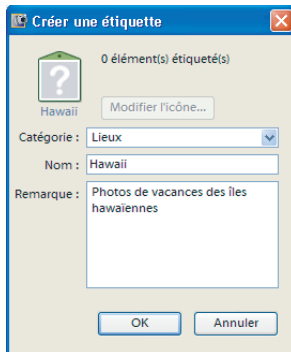 Créer une étiquette
0 élément(s) étiqueté(s)
?
Hawaii
Modifier l'icône...
Catégorie : Lieux
Nom : Hawaii
Remarque : Photos de vacances des îles
hawaïennes
OK Annuler